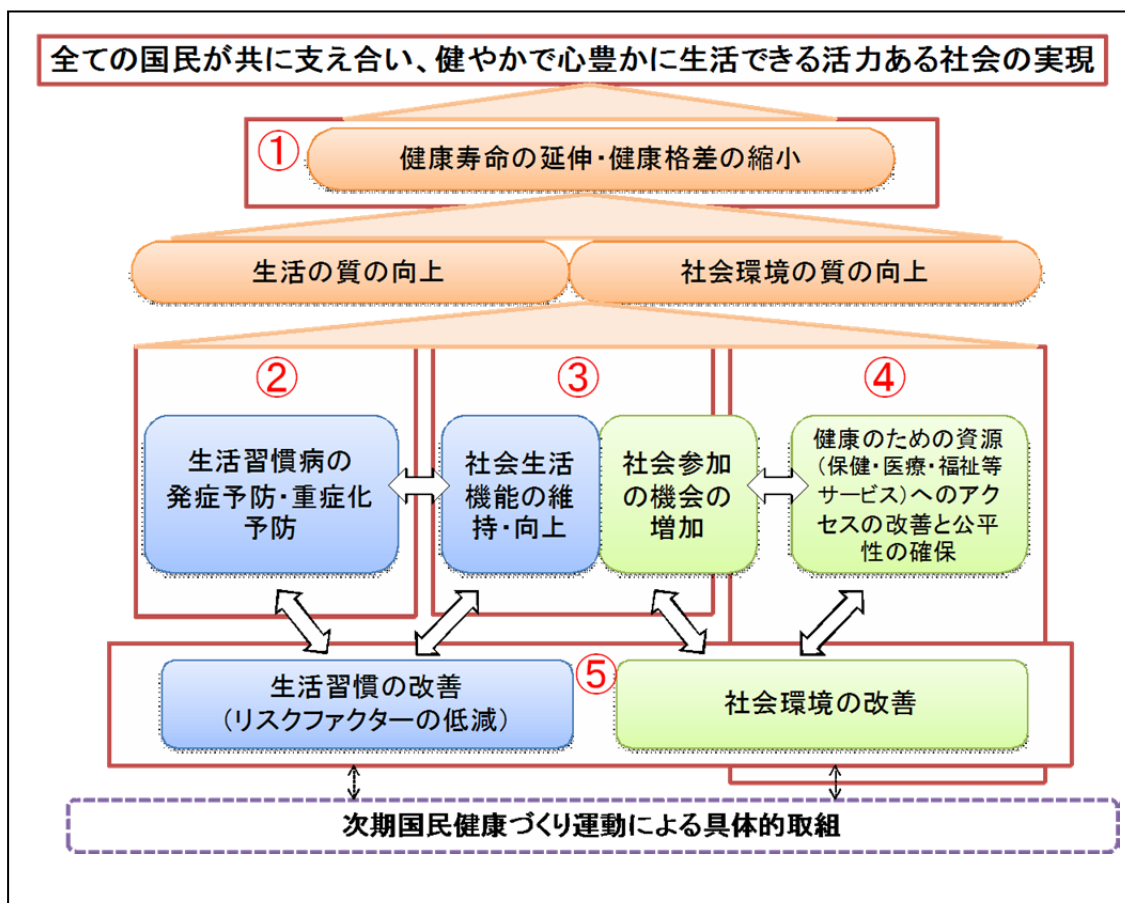 全ての国民が共に支え合い、健やかで心豊かに生活できる活力ある社会の実現
①
健康寿命の延伸・健康格差の縮小
生活の質の向上
社会環境の質の向上
②
生活習慣病の
発症予防・重症化
予防
③
社会生活
機能の維
持・向上
社会参加
の機会の
増加
④
健康のための資源
(保健・医療・福祉等
サービス)へのアク
セスの改善と公平
性の確保
生活習慣の改善
(リスクファクターの低減)
⑤
社会環境の改善
次期国民健康づくり運動による具体的取組